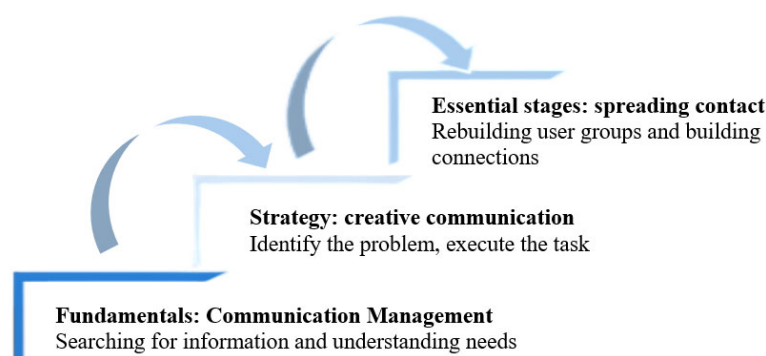 Essential stages: spreading contact
Rebuilding user groups and building
connections
Strategy: creative communication
Identify the problem, execute the task
Fundamentals: Communication Management
Searching for information and understanding needs